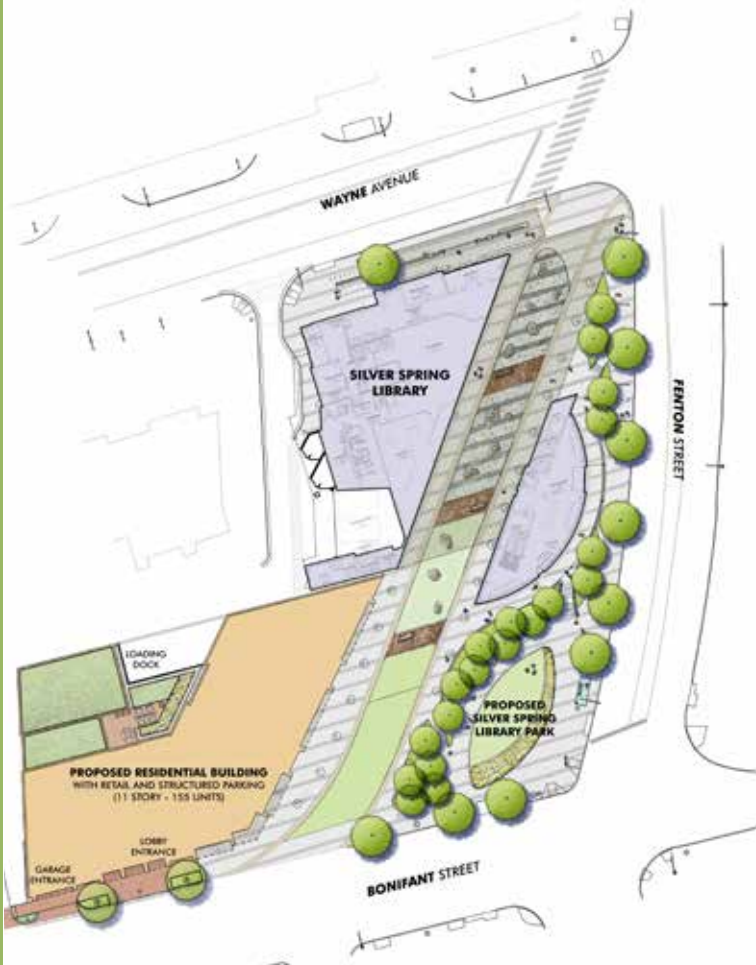 WAYNE AVENUE
SILVER SPRING
LIBRARY
FENTON STREET
LOADING
DOCK
PROPOSED
SILVER SPRING
LIBRARY PARK
PROPOSED RESIDENTIAL BUILDING
WITH RETAIL AND STRUCTURED PARKING
(11 STORY - 155 UNITS)
LOBBY
ENTRANCE
GARAGE
ENTRANCE
BONIFANT STREET